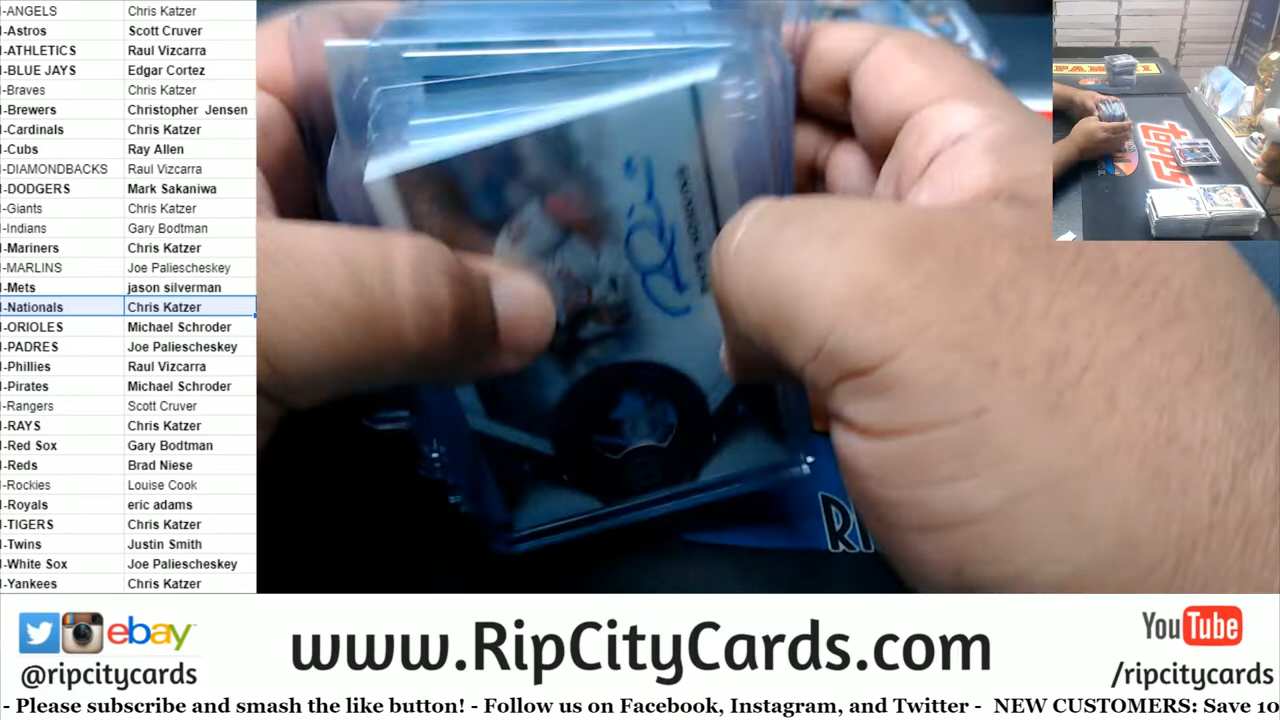 I-ANGELS Chris Katzer
I-Astros Scott Cruver
I-ATHLETICS Raul Vizcarra
I-BLUE JAYS Edgar Cortez
I-Braves Chris Katzer
I-Brewers Christopher Jensen
I-Cardinals Chris Katzer
I-Cubs Ray Allen
I-DIAMONDBACKS Raul Vizcarra
I-DODGERS Mark Sakaniwa
I-Giants Chris Katzer
I-Indians Gary Bodtman
I-Mariners Chris Katzer
I-MARLINS Joe Paliescheskey
I-Mets jason silverman
I-Nationals Chris Katzer
I-ORIOLES Michael Schroder
I-PADRES Joe Paliescheskey
I-Phillies Raul Vizcarra
I-Pirates Michael Schroder
I-Rangers Scott Cruver
I-RAYS Chris Katzer
I-Red Sox Gary Bodtman
I-Reds Brad Niese
I-Rockies Louise Cook
I-Royals eric adams
I-TIGERS Chris Katzer
I-Twins Justin Smith
I-White Sox Joe Paliescheskey
I-Yankees Chris Katzer
RI
PANINI
TOPPS
ebay
@ripcitycards
www.RipCityCards.com
YouTube
/ripcitycards
- Please subscribe and smash the like button! - Follow us on Facebook, Instagram, and Twitter - NEW CUSTOMERS: Save 10